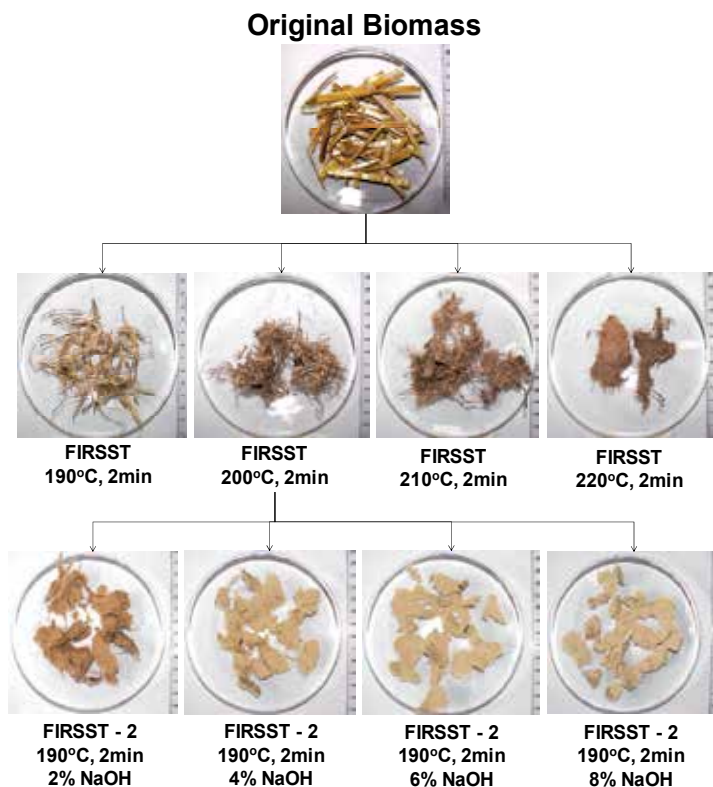 Original Biomass
FIRSST
190°C, 2min
FIRSST
200°C, 2min
FIRSST
210°C, 2min
FIRSST
220°C, 2min
FIRSST - 2
190°C, 2min
2% NaOH
FIRSST - 2
190°C, 2min
4% NaOH
FIRSST - 2
190°C, 2min
6% NaOH
FIRSST - 2
190°C, 2min
8% NaOH